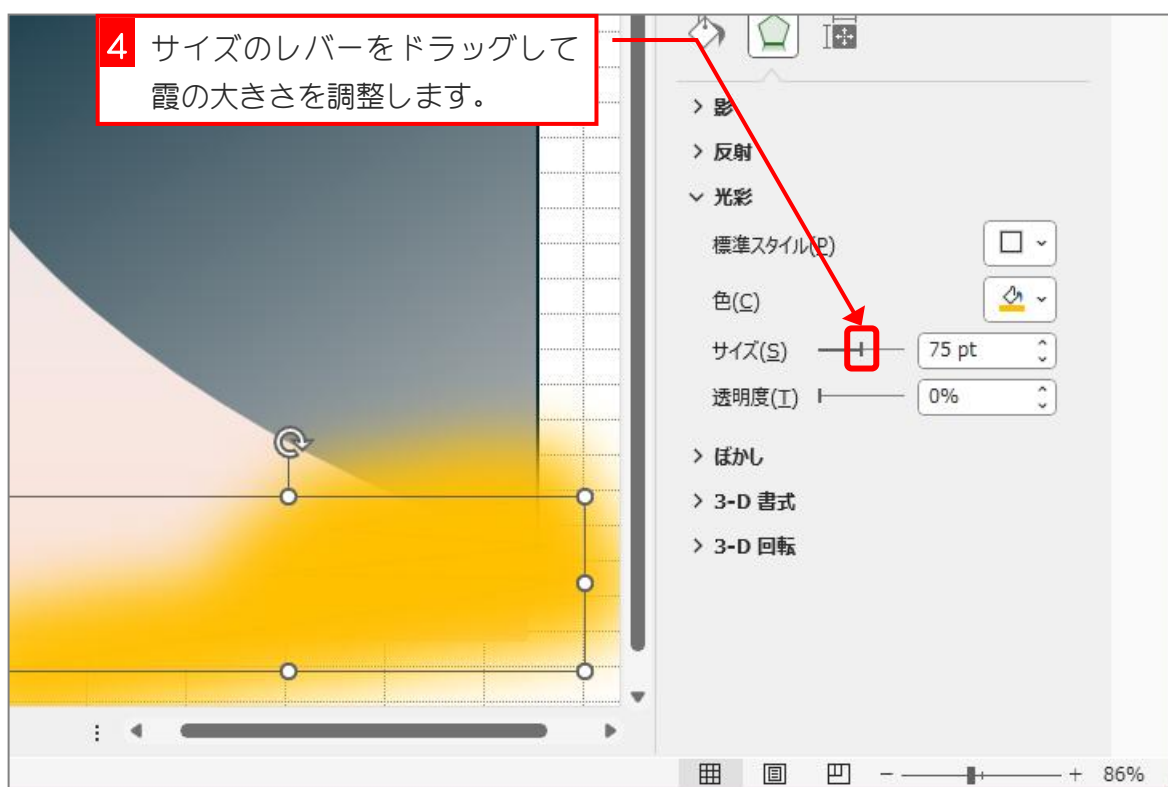 4 サイズのレバーをドラッグして
霞の大きさを調整します。
影
反射
光彩
標準スタイル(P)
色(C)
サイズ(S) 75 pt
透明度(T) 0%
ぼかし
3-D 書式
3-D 回転
86%